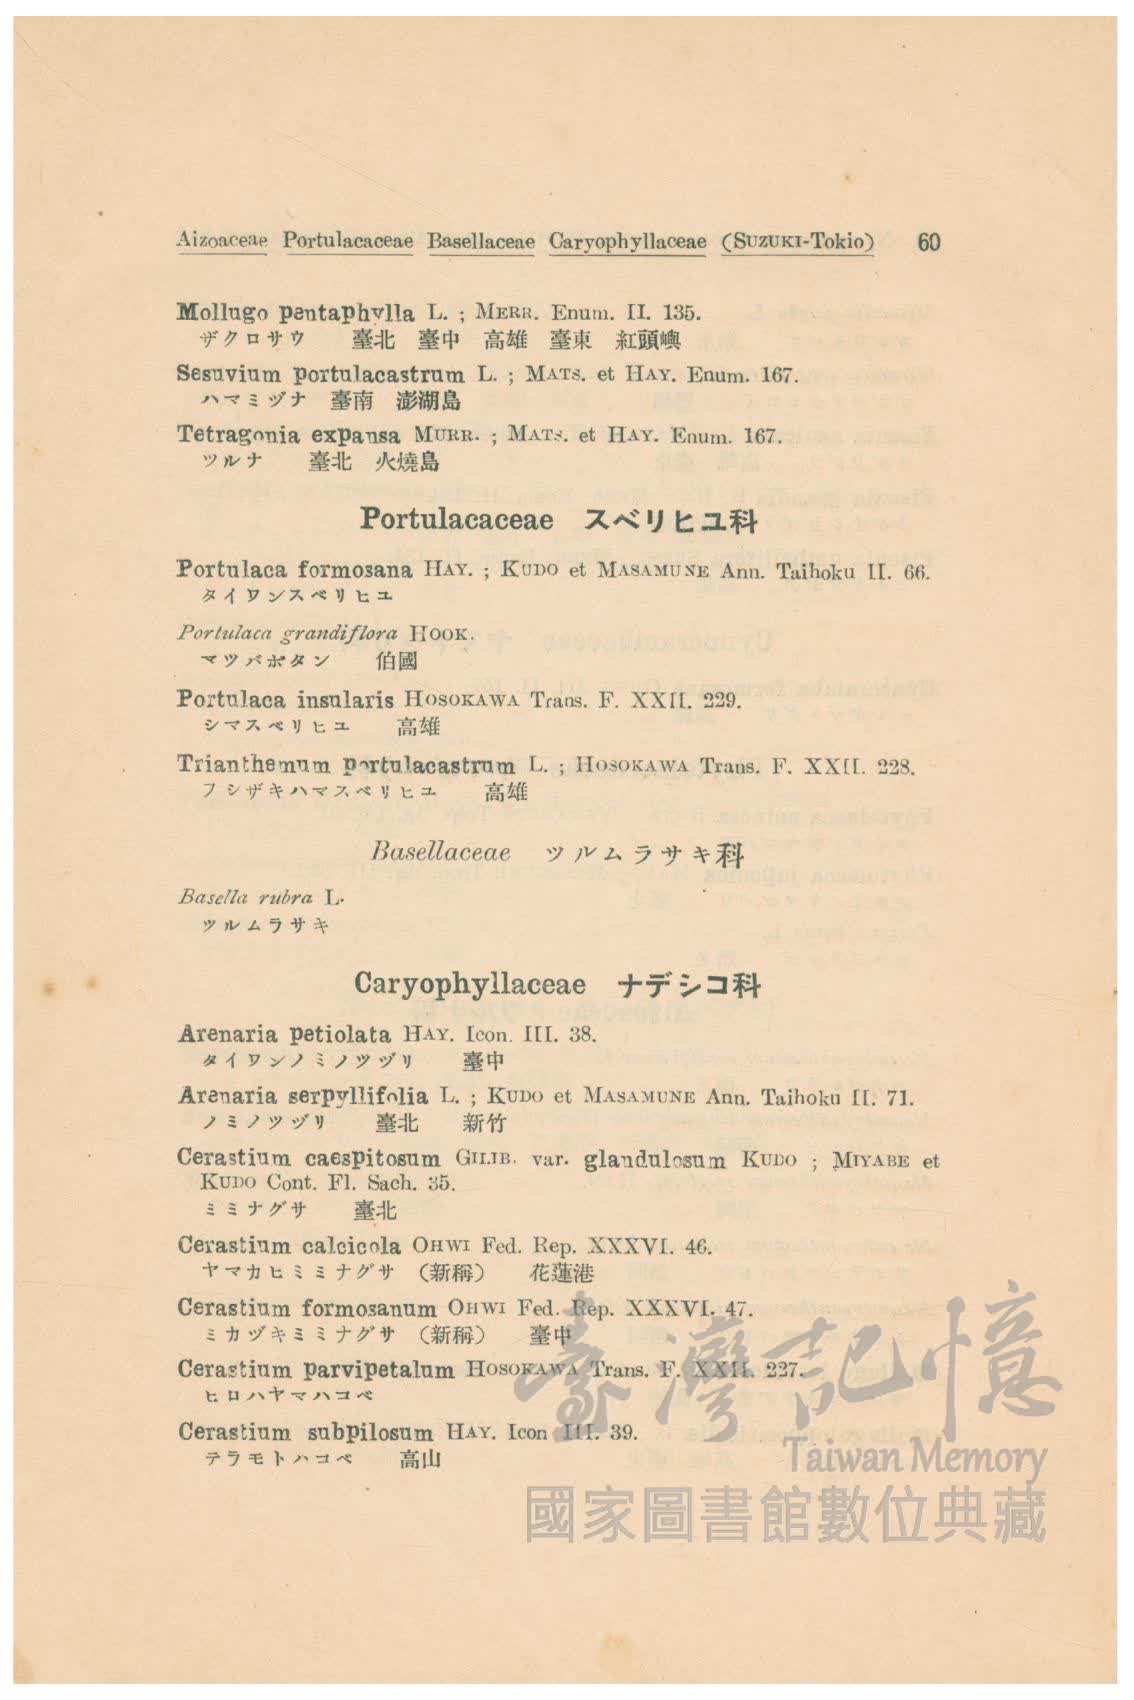 Aizoaceae Portulacaceae Basellaceae Caryophyllaceae (SUZUKI-Tokio) 60
Mollugo pentaphylla L. ; MERR. Enum. II. 135.
ザクロサウ 臺北 臺中 高雄 臺東 紅頭嶼
Sesuvium portulacastrum L. ; MATS. et HAY. Enum. 167.
ハマミヅナ 臺南 澎湖島
Tetragonia expansa MURR. ; MATS. et HAY. Enum. 167.
ツルナ 臺北 火燒島
Portulacaceae スベリヒユ科
Portulaca formosana HAY. ; KUDO et MASAMUNE Ann. Taihoku II. 66.
タイワンスベリヒユ
Portulaca grandiflora HOOK.
マツバボタン 伯國
Portulaca insularis HOSOKAWA Trans. F. XXII. 229.
シマスベリヒユ 高雄
Trianthemum portulacastrum L. ; HOSOKAWA Trans. F. XXII. 228.
フシザキハマスベリヒユ 高雄
Basellaceae ツルムラサキ科
Basella rubra L.
ツルムラサキ
Caryophyllaceae ナデシコ科
Arenaria petiolata HAY. Icon. III. 38.
タイワンノミノツヅリ 臺中
Arenaria serpyllifolia L. ; KUDO et MASAMUNE Ann. Taihoku II. 71.
ノミノツヅリ 臺北 新竹
Cerastium caespitosum GILIB. var. glandulosum KUDO ; MIYABE et
KUDO Cont. Fl. Sach. 35.
ミミナグサ 臺北
Cerastium calcicola OHWI Fed. Rep. XXXVI. 46.
ヤマカヒミミナグサ (新稱) 花蓮港
Cerastium formosanum OHWI Fed. Rep. XXXVI. 47.
ミカヅキミミナグサ (新稱) 臺中
Cerastium parvipetalum HOSOKAWA Trans. F. XXII. 227.
ヒロハヤマハコベ
Cerastium subpilosum HAY. Icon III. 39.
テラモトハコベ 高山
臺灣記憶
Taiwan Memory
國家圖書館數位典藏